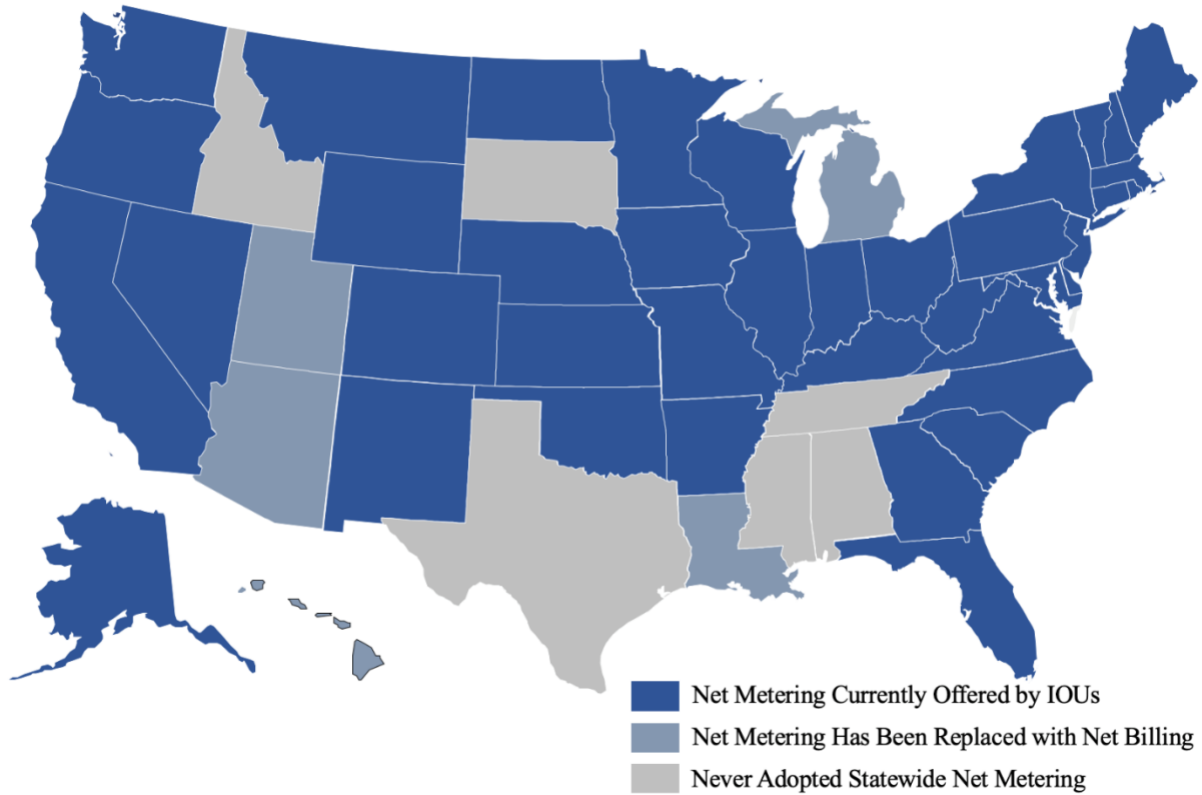 Net Metering Currently Offered by IOUs
Net Metering Has Been Replaced with Net Billing
Never Adopted Statewide Net Metering